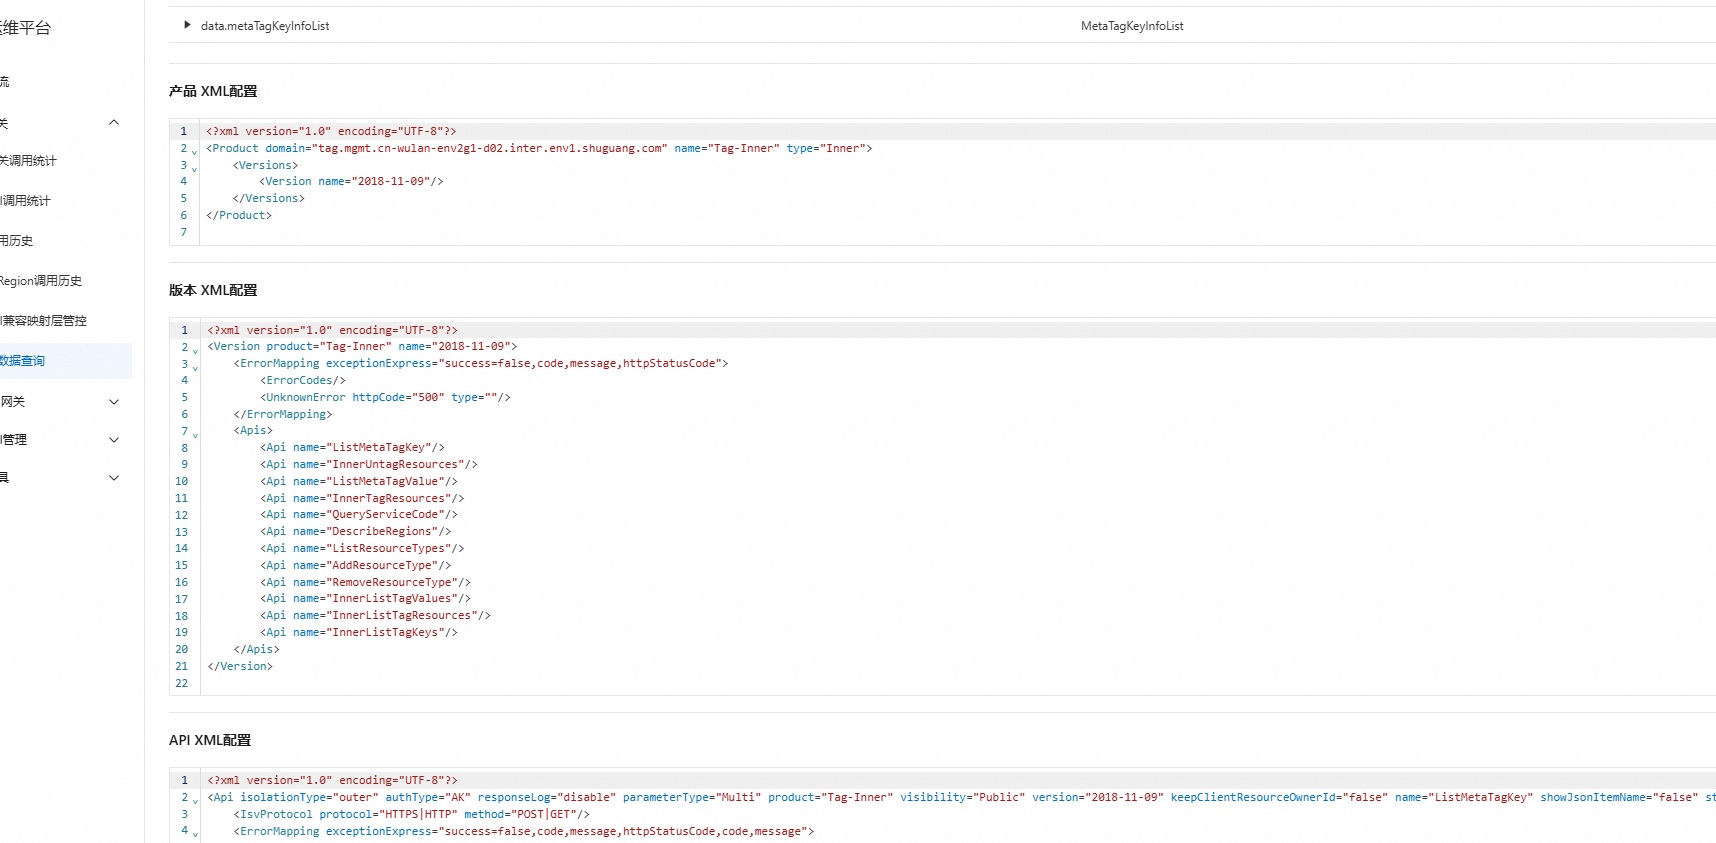 运维平台
流
关
关调用统计
I调用统计
用历史
Region调用历史
I兼容映射层管控
数据查询
网关
I管理
具
data.metaTagKeyInfoList MetaTagKeyInfoList
产品 XML配置
1 <?xml version="1.0" encoding="UTF-8"?>
2 <Product domain="tag.mgmt.cn-wulan-env2g1-d02.inter.env1.shuguang.com" name="Tag-Inner" type="Inner">
3 <Versions>
4 <Version name="2018-11-09"/>
5 </Versions>
6 </Product>
7
版本 XML配置
1 <?xml version="1.0" encoding="UTF-8"?>
2 <Version product="Tag-Inner" name="2018-11-09">
3 <ErrorMapping exceptionExpress="success=false,code,message,httpStatusCode">
4 <ErrorCodes/>
5 <UnknownError httpCode="500" type=""/>
6 </ErrorMapping>
7 <Apis>
8 <Api name="ListMetaTagKey"/>
9 <Api name="InnerUntagResources"/>
10 <Api name="ListMetaTagValue"/>
11 <Api name="InnerTagResources"/>
12 <Api name="QueryServiceCode"/>
13 <Api name="DescribeRegions"/>
14 <Api name="ListResourceTypes"/>
15 <Api name="AddResourceType"/>
16 <Api name="RemoveResourceType"/>
17 <Api name="InnerListTagValues"/>
18 <Api name="InnerListTagResources"/>
19 <Api name="InnerListTagKeys"/>
20 </Apis>
21 </Version>
22
API XML配置
1 <?xml version="1.0" encoding="UTF-8"?>
2 <Api isolationType="outer" authType="AK" responseLog="disable" parameterType="Multi" product="Tag-Inner" visibility="Public" version="2018-11-09" keepClientResourceOwnerId="false" name="ListMetaTagKey" showJsonItemName="false" st
3 <IsvProtocol protocol="HTTPS|HTTP" method="POST|GET"/>
4 <ErrorMapping exceptionExpress="success=false,code,message,httpStatusCode,code,message">